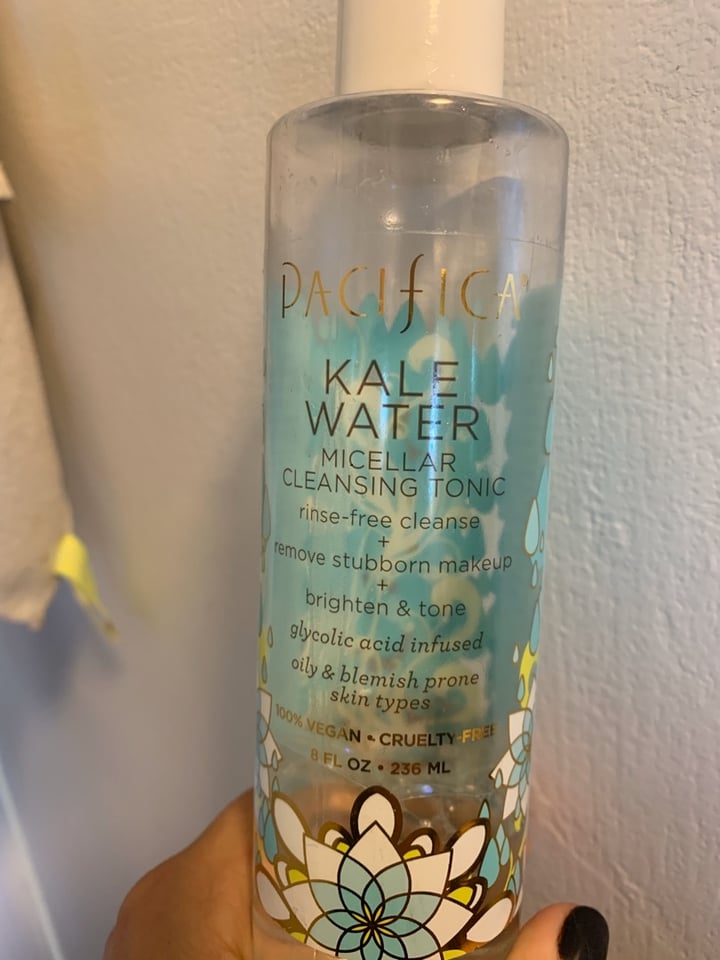 PACIFICA
KALE
WATER
MICELLAR
CLEANSING TONIC
rinse-free cleanse
+
remove stubborn makeup
+
brighten & tone
glycolic acid infused
oily & blemish prone
skin types
100% VEGAN • CRUELTY-FREE
8 FL OZ • 236 ML